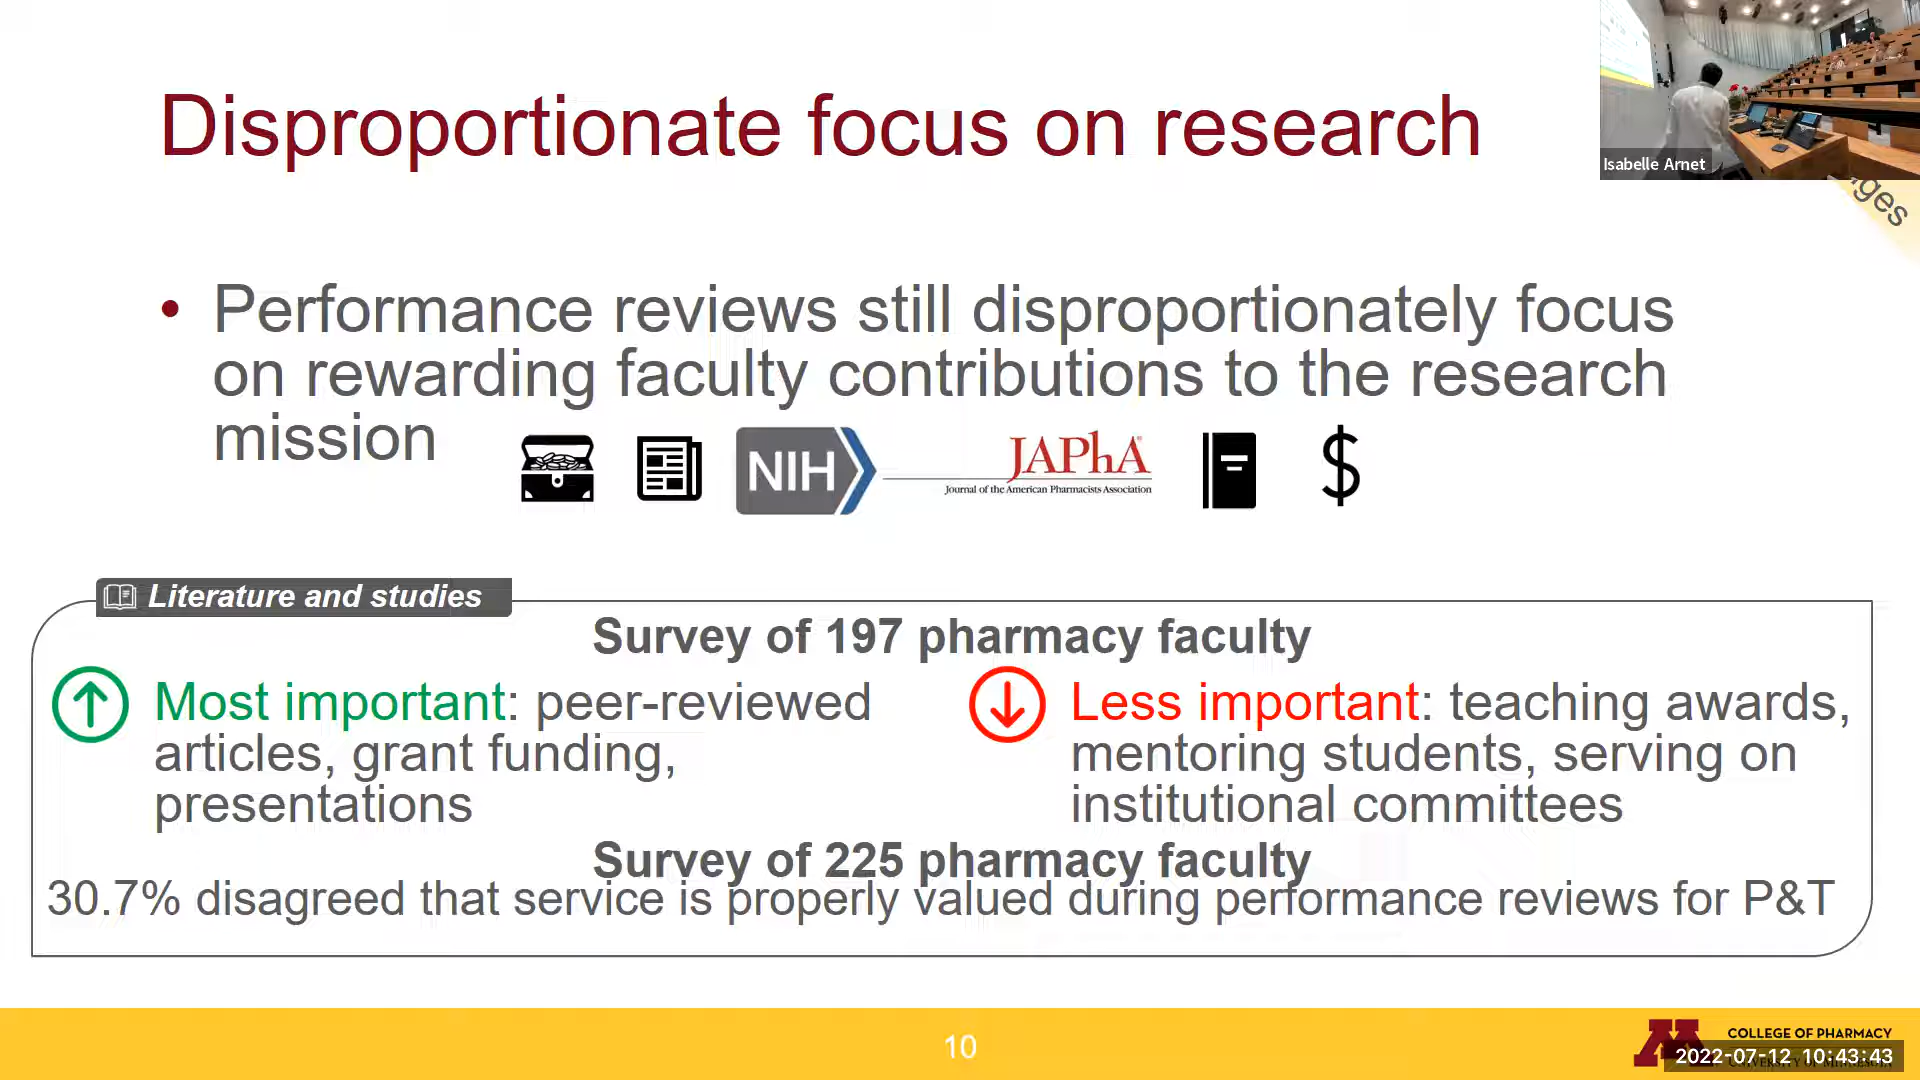 Disproportionate focus on research
Isabelle Arnet
ges
• Performance reviews still disproportionately focus
on rewarding faculty contributions to the research
mission
NIH
JAPhA
Journal of the American Pharmacists Association
$
Literature and studies
Survey of 197 pharmacy faculty
Most important: peer-reviewed
articles, grant funding,
presentations
Less important: teaching awards,
mentoring students, serving on
institutional committees
Survey of 225 pharmacy faculty
30.7% disagreed that service is properly valued during performance reviews for P&T
10
M
COLLEGE OF PHARMACY
UNIVERSITY OF MINNESOTA
2022-07-12 10:43:43